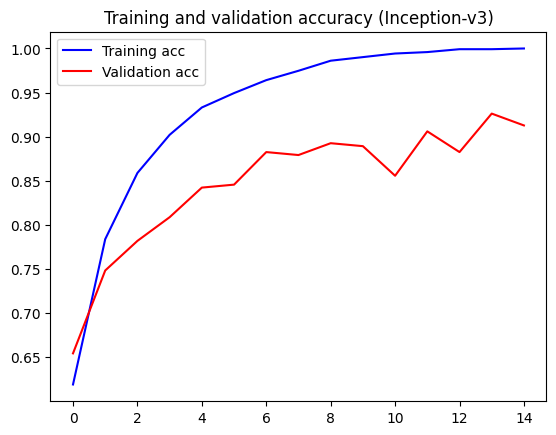 Training and validation accuracy (Inception-v3)
Training acc
Validation acc
1.00
0.95
0.90
0.85
0.80
0.75
0.70
0.65
0 2 4 6 8 10 12 14